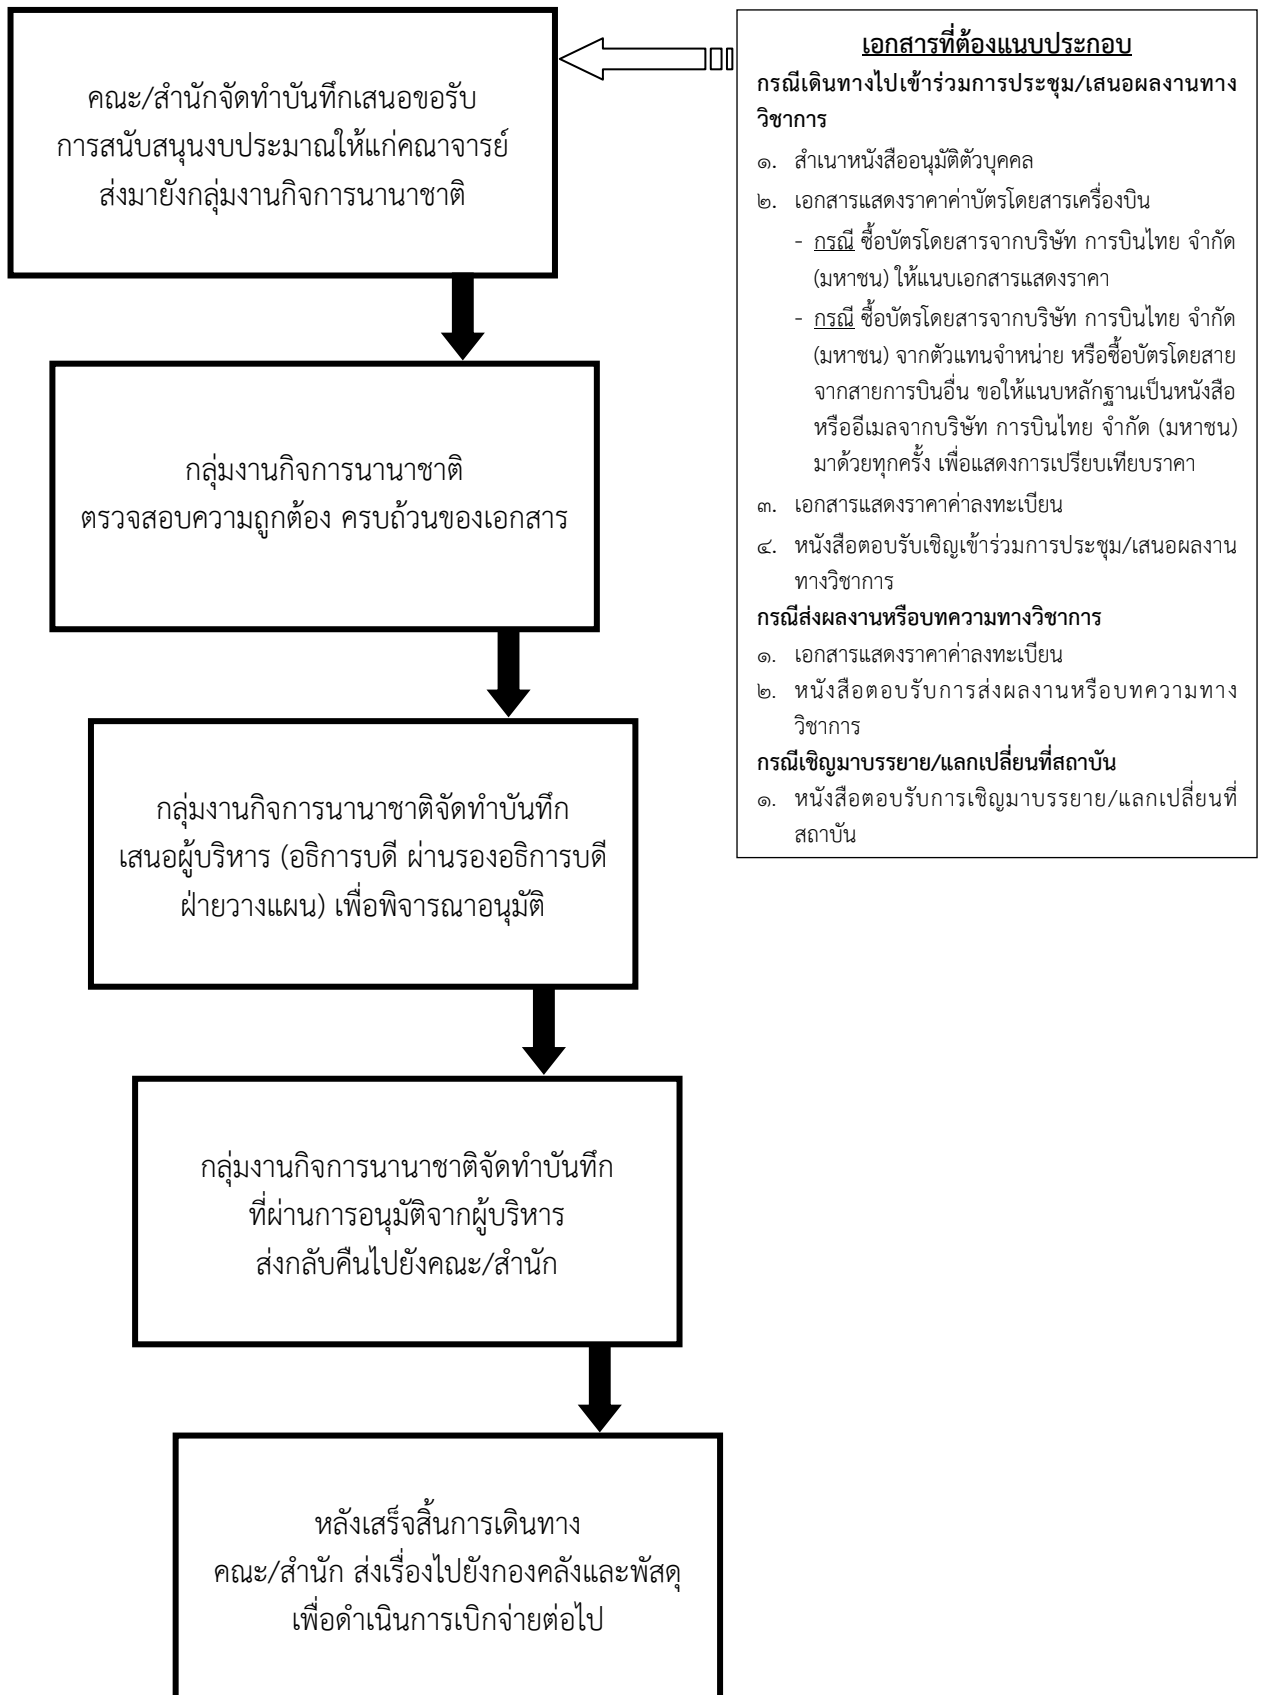 คณะ/สำนักจัดทำบันทึกเสนอขอรับ
การสนับสนุนงบประมาณให้แก่คณาจารย์
ส่งมายังกลุ่มงานกิจการนานาชาติ
กลุ่มงานกิจการนานาชาติ
ตรวจสอบความถูกต้อง ครบถ้วนของเอกสาร
กลุ่มงานกิจการนานาชาติจัดทำบันทึก
เสนอผู้บริหาร (อธิการบดี ผ่านรองอธิการบดี
ฝ่ายวางแผน) เพื่อพิจารณาอนุมัติ
กลุ่มงานกิจการนานาชาติจัดทำบันทึก
ที่ผ่านการอนุมัติจากผู้บริหาร
ส่งกลับคืนไปยังคณะ/สำนัก
หลังเสร็จสิ้นการเดินทาง
คณะ/สำนัก ส่งเรื่องไปยังกองคลังและพัสดุ
เพื่อดำเนินการเบิกจ่ายต่อไป
เอกสารที่ต้องแนบประกอบ
กรณีเดินทางไปเข้าร่วมการประชุม/เสนอผลงานทาง
วิชาการ
๑. สำเนาหนังสืออนุมัติตัวบุคคล
๒. เอกสารแสดงราคาค่าบัตรโดยสารเครื่องบิน
- กรณี ซื้อบัตรโดยสารจากบริษัท การบินไทย จำกัด
(มหาชน) ให้แนบเอกสารแสดงราคา
- กรณี ซื้อบัตรโดยสารจากบริษัท การบินไทย จำกัด
(มหาชน) จากตัวแทนจำหน่าย หรือซื้อบัตรโดยสาย
จากสายการบินอื่น ขอให้แนบหลักฐานเป็นหนังสือ
หรืออีเมลจากบริษัท การบินไทย จำกัด (มหาชน)
มาด้วยทุกครั้ง เพื่อแสดงการเปรียบเทียบราคา
๓. เอกสารแสดงราคาค่าลงทะเบียน
๔. หนังสือตอบรับเชิญเข้าร่วมการประชุม/เสนอผลงาน
ทางวิชาการ
กรณีส่งผลงานหรือบทความทางวิชาการ
๑. เอกสารแสดงราคาค่าลงทะเบียน
๒. หนังสือตอบรับการส่งผลงานหรือบทความทาง
วิชาการ
กรณีเชิญมาบรรยาย/แลกเปลี่ยนที่สถาบัน
๑. หนังสือตอบรับการเชิญมาบรรยาย/แลกเปลี่ยนที่
สถาบัน